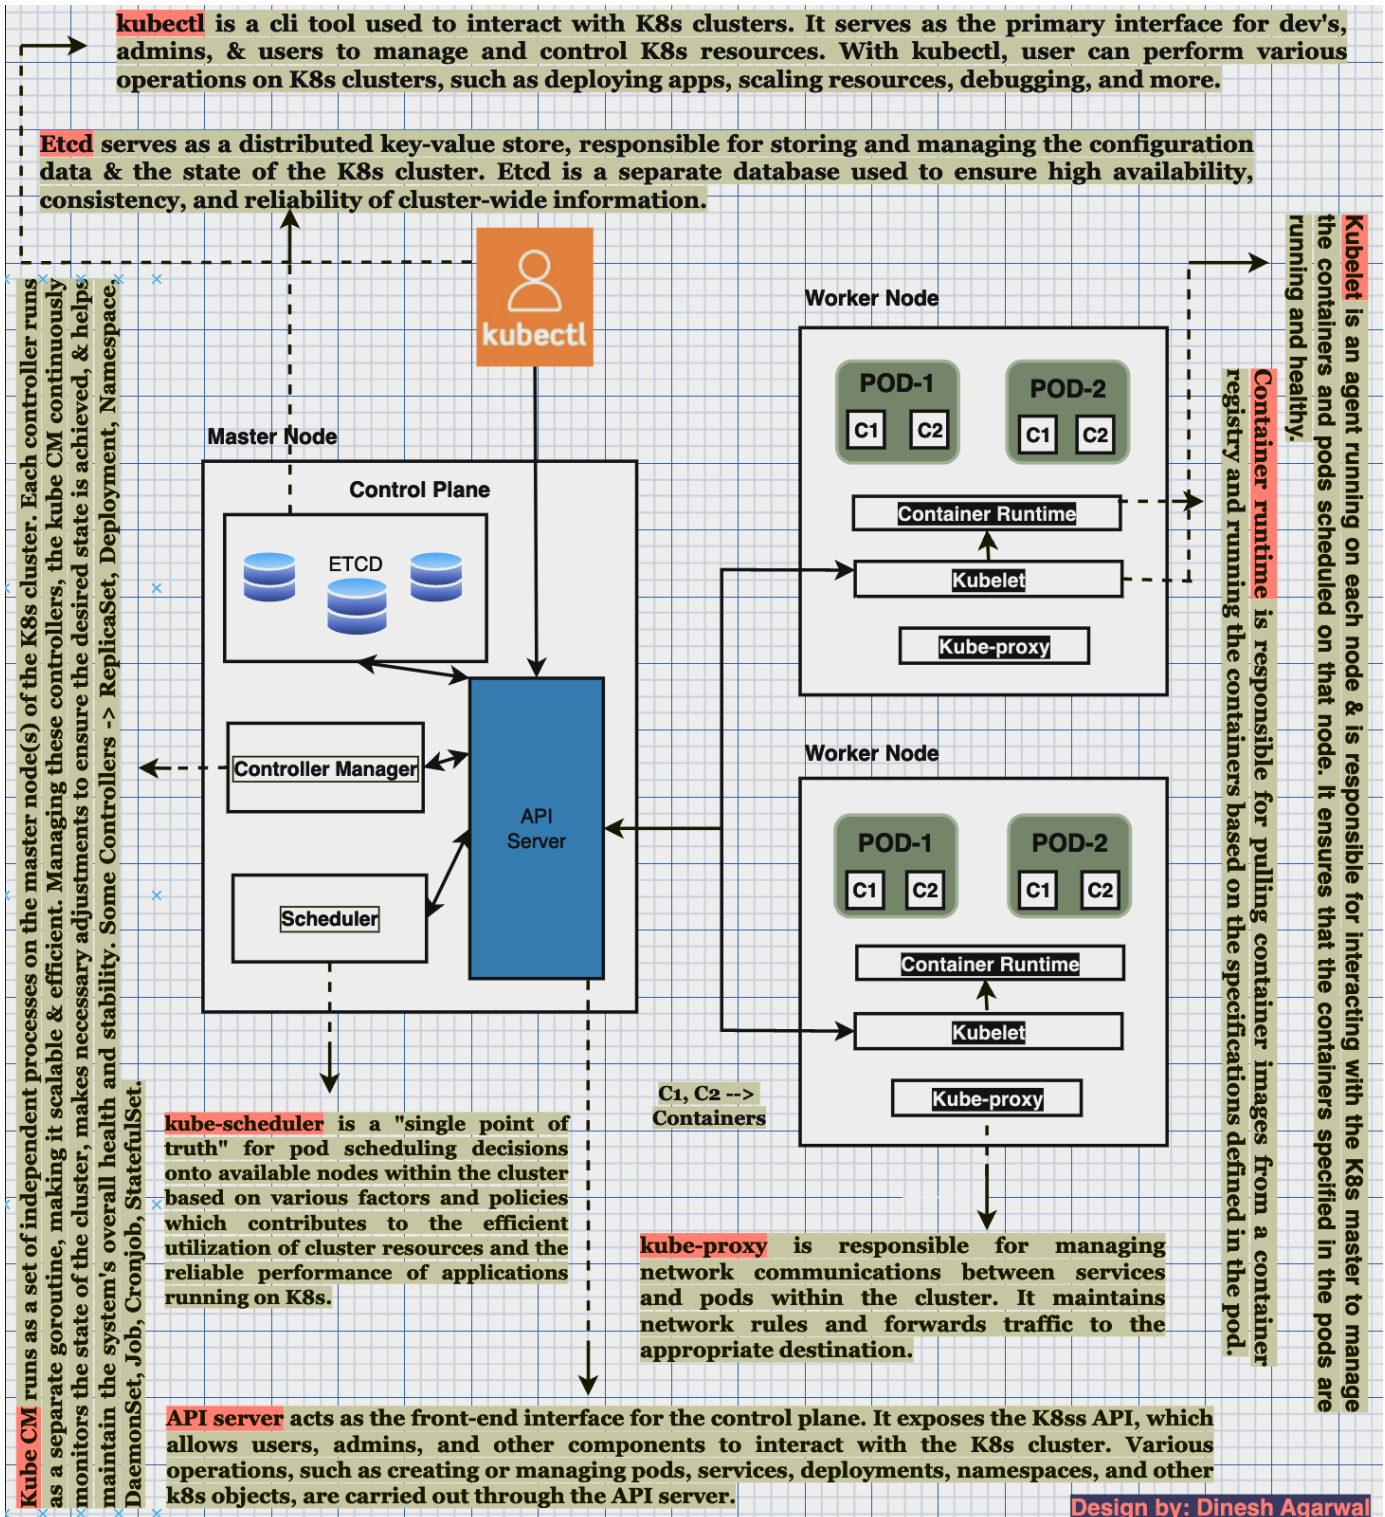 kubectl is a cli tool used to interact with K8s clusters. It serves as the primary interface for dev's,
admins, & users to manage and control K8s resources. With kubectl, user can perform various
operations on K8s clusters, such as deploying apps, scaling resources, debugging, and more.
Etcd serves as a distributed key-value store, responsible for storing and managing the configuration
data & the state of the K8s cluster. Etcd is a separate database used to ensure high availability,
consistency, and reliability of cluster-wide information.
kubectl
Master Node
Control Plane
ETCD
Controller Manager
Scheduler
API
Server
Worker Node
POD-1
C1 C2
POD-2
C1 C2
Container Runtime
Kubelet
Kube-proxy
Worker Node
POD-1
C1 C2
POD-2
C1 C2
Container Runtime
Kubelet
Kube-proxy
C1, C2 -->
Containers
Kube CM runs as a set of independent processes on the master node(s) of the K8s cluster. Each controller runs
as a separate goroutine, making it scalable & efficient. Managing these controllers, the kube CM continuously
monitors the state of the cluster, makes necessary adjustments to ensure the desired state is achieved, & helps
maintain the system's overall health and stability. Some Controllers -> ReplicaSet, Deployment, Namespace,
DaemonSet, Job, Cronjob, StatefulSet.
Kubelet is an agent running on each node & is responsible for interacting with the K8s master to manage
the containers and pods scheduled on that node. It ensures that the containers specified in the pods are
running and healthy.
Container runtime is responsible for pulling container images from a container
registry and running the containers based on the specifications defined in the pod.
kube-scheduler is a "single point of
truth" for pod scheduling decisions
onto available nodes within the cluster
based on various factors and policies
which contributes to the efficient
utilization of cluster resources and the
reliable performance of applications
running on K8s.
kube-proxy is responsible for managing
network communications between services
and pods within the cluster. It maintains
network rules and forwards traffic to the
appropriate destination.
API server acts as the front-end interface for the control plane. It exposes the K8ss API, which
allows users, admins, and other components to interact with the K8s cluster. Various
operations, such as creating or managing pods, services, deployments, namespaces, and other
k8s objects, are carried out through the API server.
Design by: Dinesh Agarwal